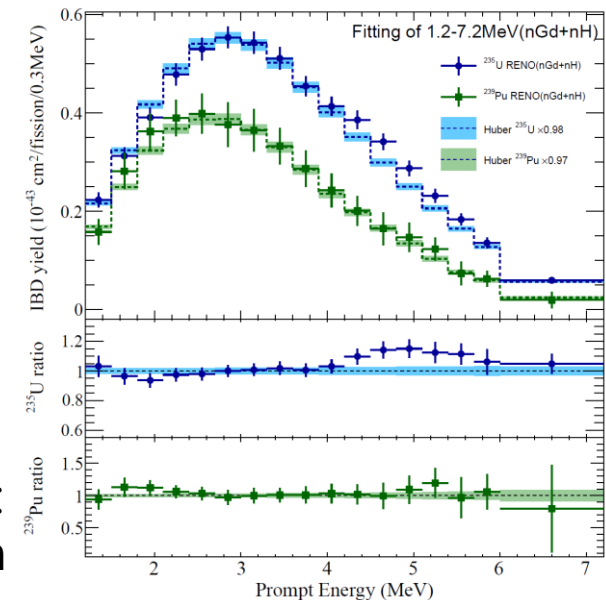 Fitting of 1.2-7.2MeV(nGd+nH)
²³⁵U RENO(nGd+nH)
²³⁹Pu RENO(nGd+nH)
Huber ²³⁵U ×0.98
Huber ²³⁹Pu ×0.97
IBD yield (10⁻⁴³ cm²/fission/0.3MeV)
0.6
0.4
0.2
0
²³⁵U ratio
1.2
1
0.8
0.6
²³⁹Pu ratio
1.5
1
0.5
2 3 4 5 6 7
Prompt Energy (MeV)